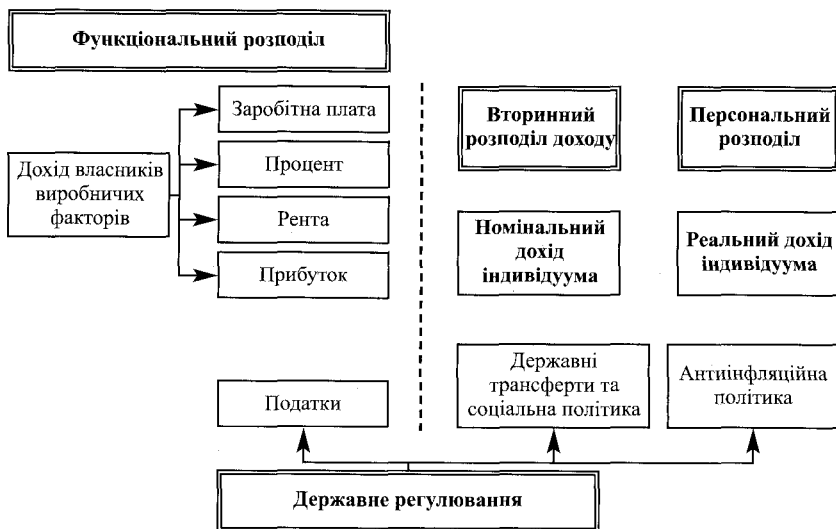 Функціональний розподіл
Заробітна плата
Процент
Рента
Прибуток
Дохід власників
виробничих
факторів
Вторинний
розподіл доходу
Персональний
розподіл
Номінальний
дохід
індивідуума
Реальний дохід
індивідуума
Податки
Державні
трансферти та
соціальна політика
Антиінфляційна
політика
Державне регулювання